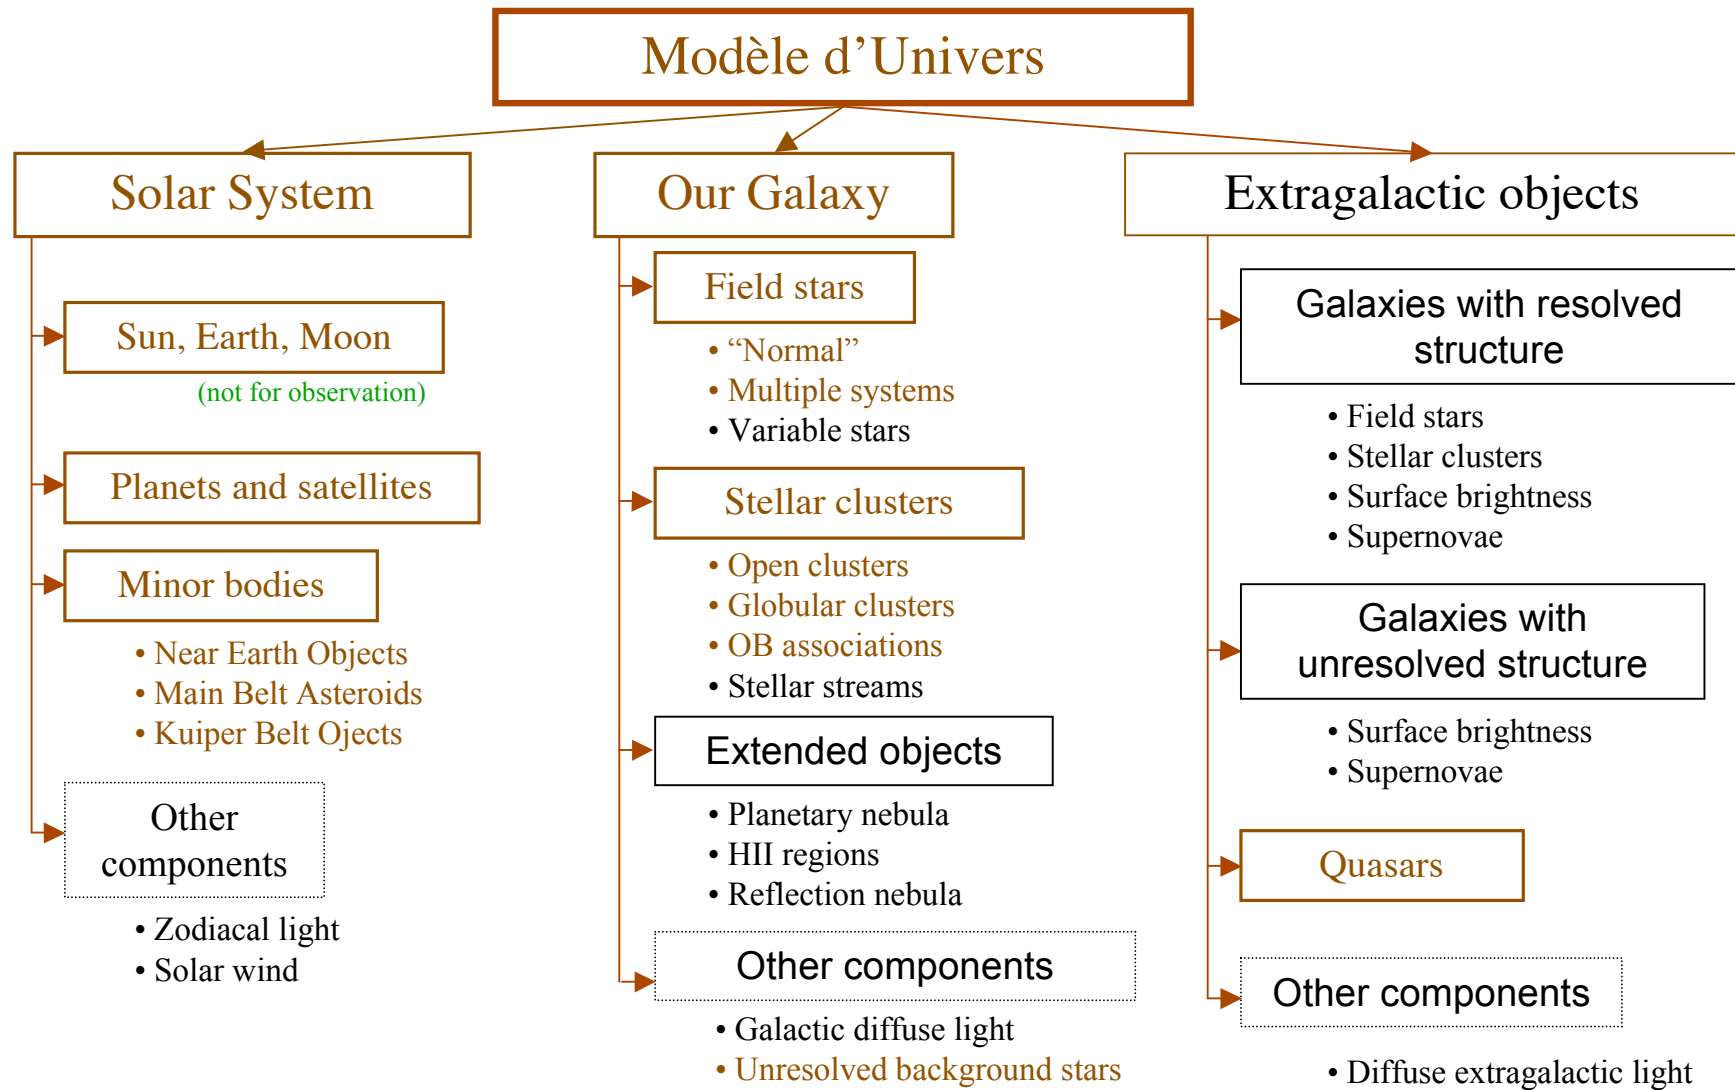 Modèle d’Univers
Solar System
Sun, Earth, Moon
(not for observation)
Planets and satellites
Minor bodies
• Near Earth Objects
• Main Belt Asteroids
• Kuiper Belt Ojects
Other
components
• Zodiacal light
• Solar wind
Our Galaxy
Field stars
• “Normal”
• Multiple systems
• Variable stars
Stellar clusters
• Open clusters
• Globular clusters
• OB associations
• Stellar streams
Extended objects
• Planetary nebula
• HII regions
• Reflection nebula
Other components
• Galactic diffuse light
• Unresolved background stars
Extragalactic objects
Galaxies with resolved
structure
• Field stars
• Stellar clusters
• Surface brightness
• Supernovae
Galaxies with
unresolved structure
• Surface brightness
• Supernovae
Quasars
Other components
• Diffuse extragalactic light